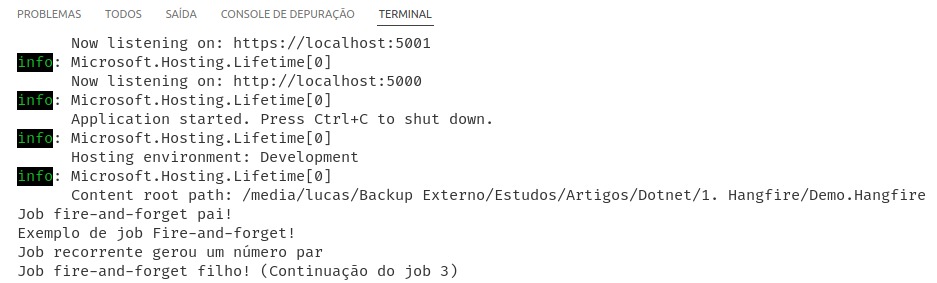 PROBLEMAS TODOS SAÍDA CONSOLE DE DEPURAÇÃO TERMINAL
Now listening on: https://localhost:5001
info: Microsoft.Hosting.Lifetime[0]
Now listening on: http://localhost:5000
info: Microsoft.Hosting.Lifetime[0]
Application started. Press Ctrl+C to shut down.
info: Microsoft.Hosting.Lifetime[0]
Hosting environment: Development
info: Microsoft.Hosting.Lifetime[0]
Content root path: /media/lucas/Backup Externo/Estudos/Artigos/Dotnet/1. Hangfire/Demo.Hangfire
Job fire-and-forget pai!
Exemplo de job Fire-and-forget!
Job recorrente gerou um número par
Job fire-and-forget filho! (Continuação do job 3)